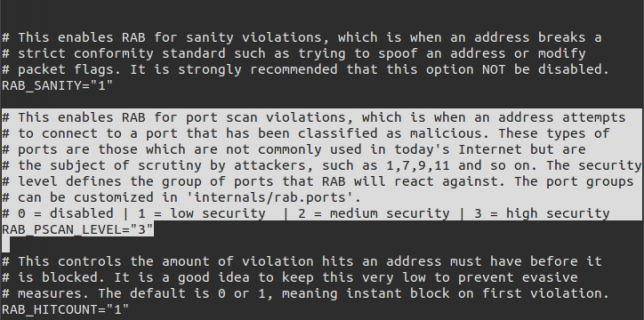 # This enables RAB for sanity violations, which is when an address breaks a
# strict conformity standard such as trying to spoof an address or modify
# packet flags. It is strongly recommended that this option NOT be disabled.
RAB_SANITY="1"
# This enables RAB for port scan violations, which is when an address attempts
# to connect to a port that has been classified as malicious. These types of
# ports are those which are not commonly used in today's Internet but are
# the subject of scrutiny by attackers, such as 1,7,9,11 and so on. The security
# level defines the group of ports that RAB will react against. The port groups
# can be customized in 'internals/rab.ports'.
# 0 = disabled | 1 = low security  | 2 = medium security | 3 = high security
RAB_PSCAN_LEVEL="3"
# This controls the amount of violation hits an address must have before it
# is blocked. It is a good idea to keep this very low to prevent evasive
# measures. The default is 0 or 1, meaning instant block on first violation.
RAB_HITCOUNT="1"